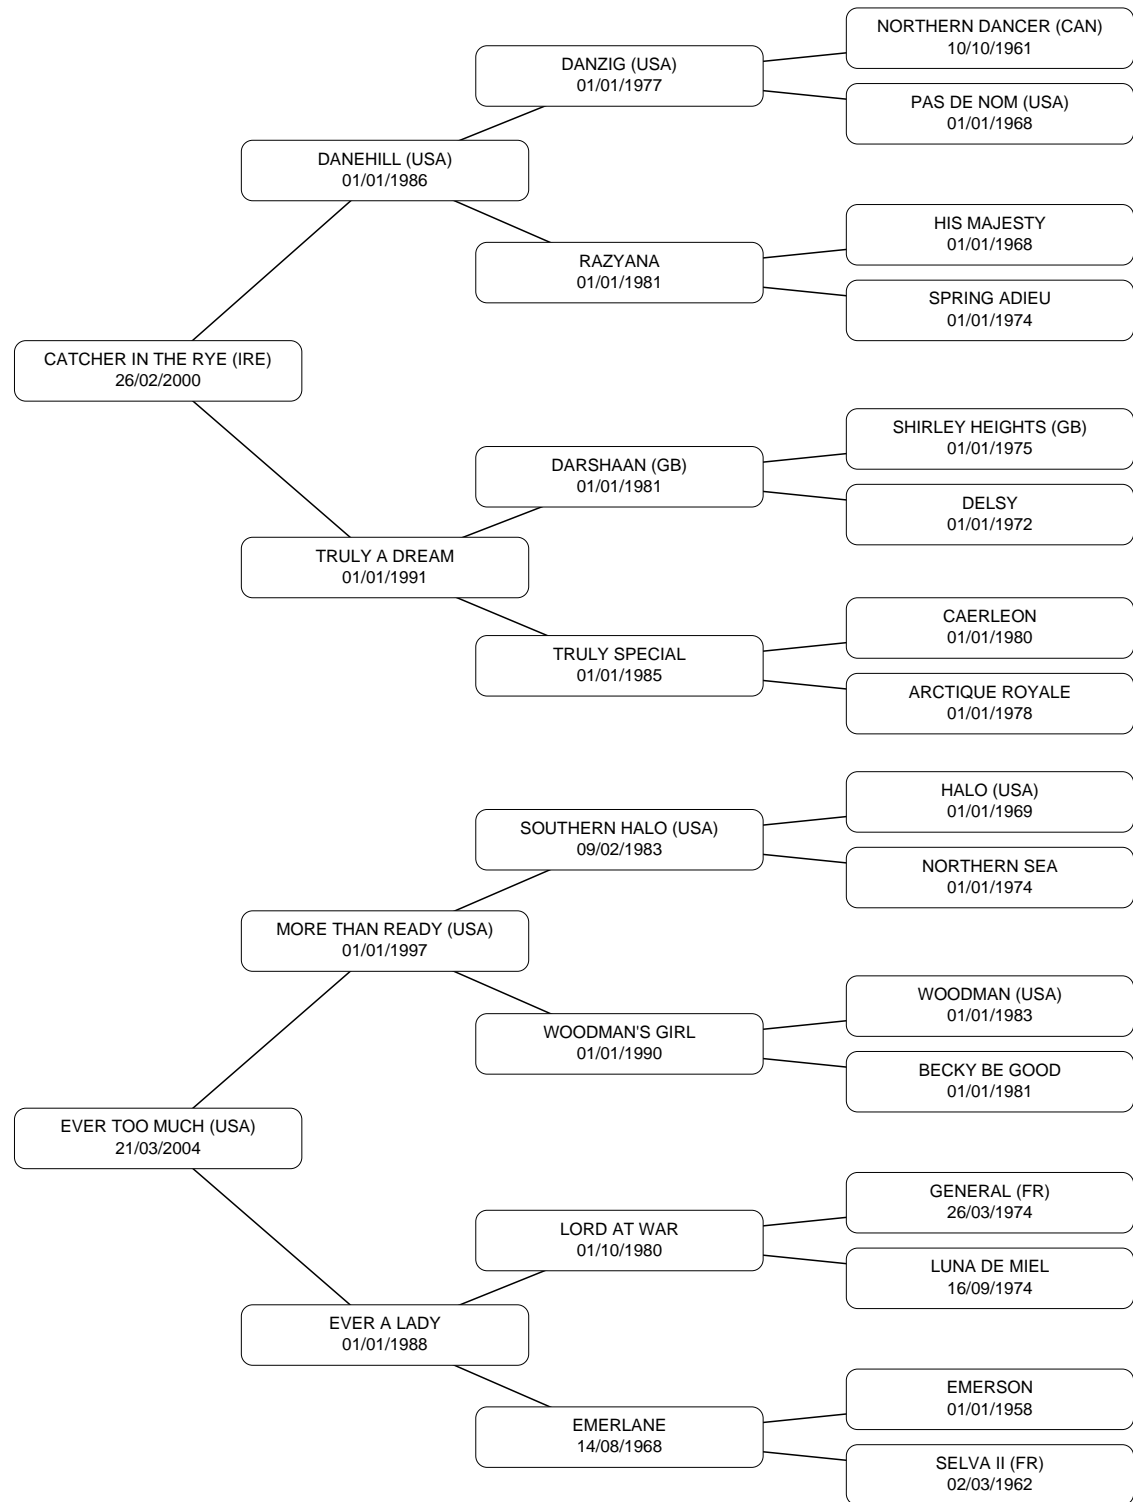 NORTHERN DANCER (CAN)
10/10/1961
DANZIG (USA)
01/01/1977
PAS DE NOM (USA)
01/01/1968
DANEHILL (USA)
01/01/1986
HIS MAJESTY
01/01/1968
RAZYANA
01/01/1981
SPRING ADIEU
01/01/1974
CATCHER IN THE RYE (IRE)
26/02/2000
SHIRLEY HEIGHTS (GB)
01/01/1975
DARSHAAN (GB)
01/01/1981
DELSY
01/01/1972
TRULY A DREAM
01/01/1991
CAERLEON
01/01/1980
TRULY SPECIAL
01/01/1985
ARCTIQUE ROYALE
01/01/1978
HALO (USA)
01/01/1969
SOUTHERN HALO (USA)
09/02/1983
NORTHERN SEA
01/01/1974
MORE THAN READY (USA)
01/01/1997
WOODMAN (USA)
01/01/1983
WOODMAN'S GIRL
01/01/1990
BECKY BE GOOD
01/01/1981
EVER TOO MUCH (USA)
21/03/2004
GENERAL (FR)
26/03/1974
LORD AT WAR
01/10/1980
LUNA DE MIEL
16/09/1974
EVER A LADY
01/01/1988
EMERSON
01/01/1958
EMERLANE
14/08/1968
SELVA II (FR)
02/03/1962